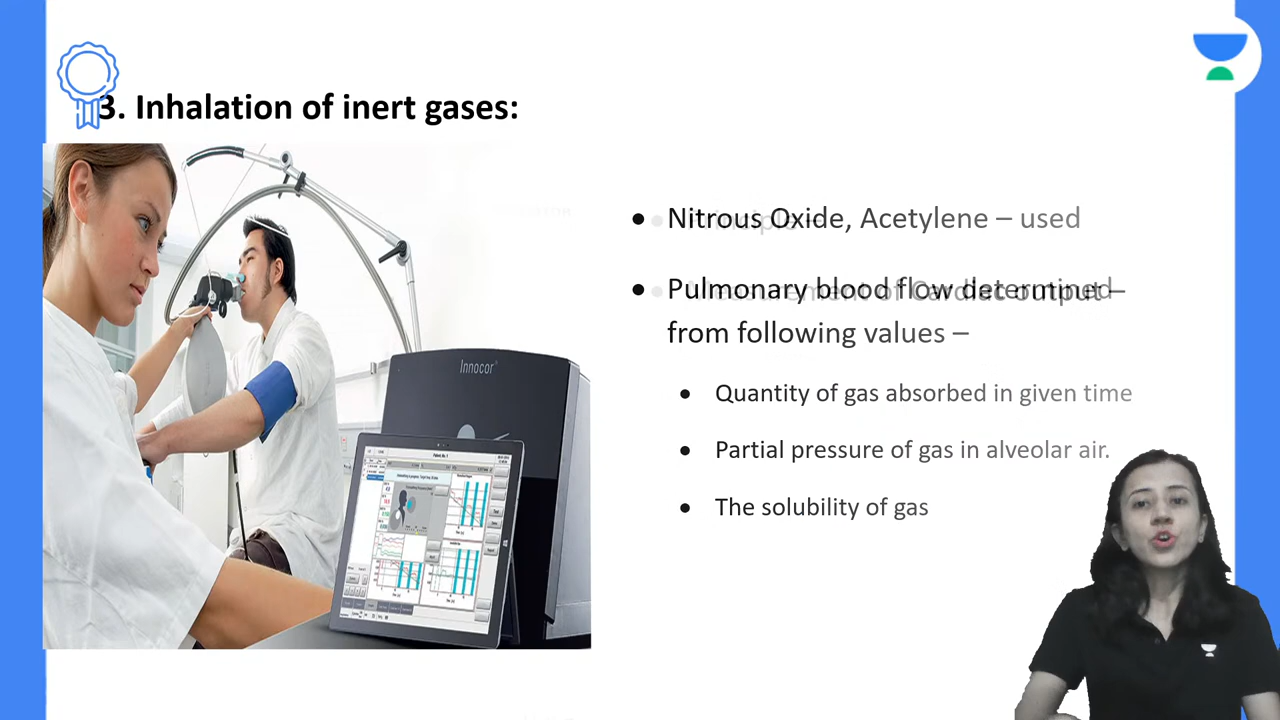 3. Inhalation of inert gases:
• Nitrous Oxide, Acetylene – used
• Pulmonary blood flow determined –
from following values –
• Quantity of gas absorbed in given time
• Partial pressure of gas in alveolar air.
• The solubility of gas
Innocor